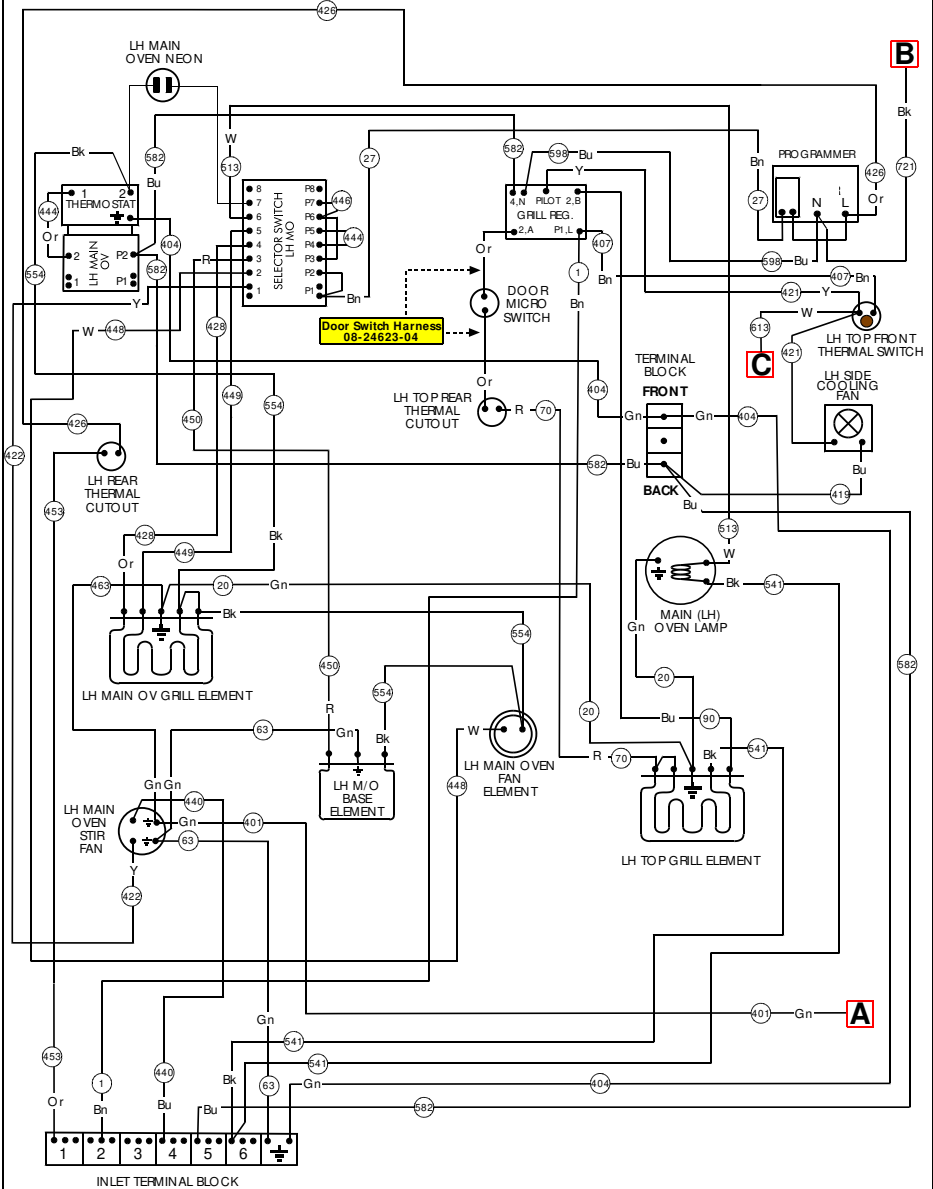 426
LH MAIN
OVEN NEON
B
Bk
W
582
513
Bu
27
582
598
Bu
Y
Bn
PROGRAMMER
721
426
Bk
1 2
THERMOSTAT
444
Or
404
582
554
LH MAIN
OV
2
1
P2
P1
8 P8
7 P7
6 P6
5 P5
4 P4
3 P3
2 P2
1 P1
SELECTOR SWITCH
LH MO
446
444
R
Bn
4,N PILOT 2,B
GRILL REG.
2,A P1,L
407
Or
1
Bn
Bn
27
N L
Or
598
Bu
407
Bn
421
Y
W
613
C
421
LH TOP FRONT
THERMAL SWITCH
DOOR
MICRO
SWITCH
Door Switch Harness
08-24623-04
Y
W
448
428
449
450
554
Or
LH TOP REAR
THERMAL
CUTOUT
R
70
404
TERMINAL
BLOCK
FRONT
Gn
Gn
404
LH SIDE
COOLING
FAN
Bu
419
582
Bu
BACK
Bu
426
422
LH REAR
THERMAL
CUTOUT
453
428
449
Or
Bk
513
W
463
20
Gn
Bk
554
Bk
541
MAIN (LH)
OVEN LAMP
Gn
20
582
LH MAIN OV GRILL ELEMENT
450
R
554
Bk
63
Gn
W
448
LH MAIN OVEN
FAN
ELEMENT
20
Bu
90
Bk
541
R
70
LH M/O
BASE
ELEMENT
Gn Gn
LH MAIN
OVEN
STIR
FAN
440
Gn
401
63
Y
422
LH TOP GRILL ELEMENT
401
Gn
A
Gn
541
541
453
1
440
Bk
63
Gn
404
Or
Bn
Bu
Bu
582
1 2 3 4 5 6
INLET TERMINAL BLOCK